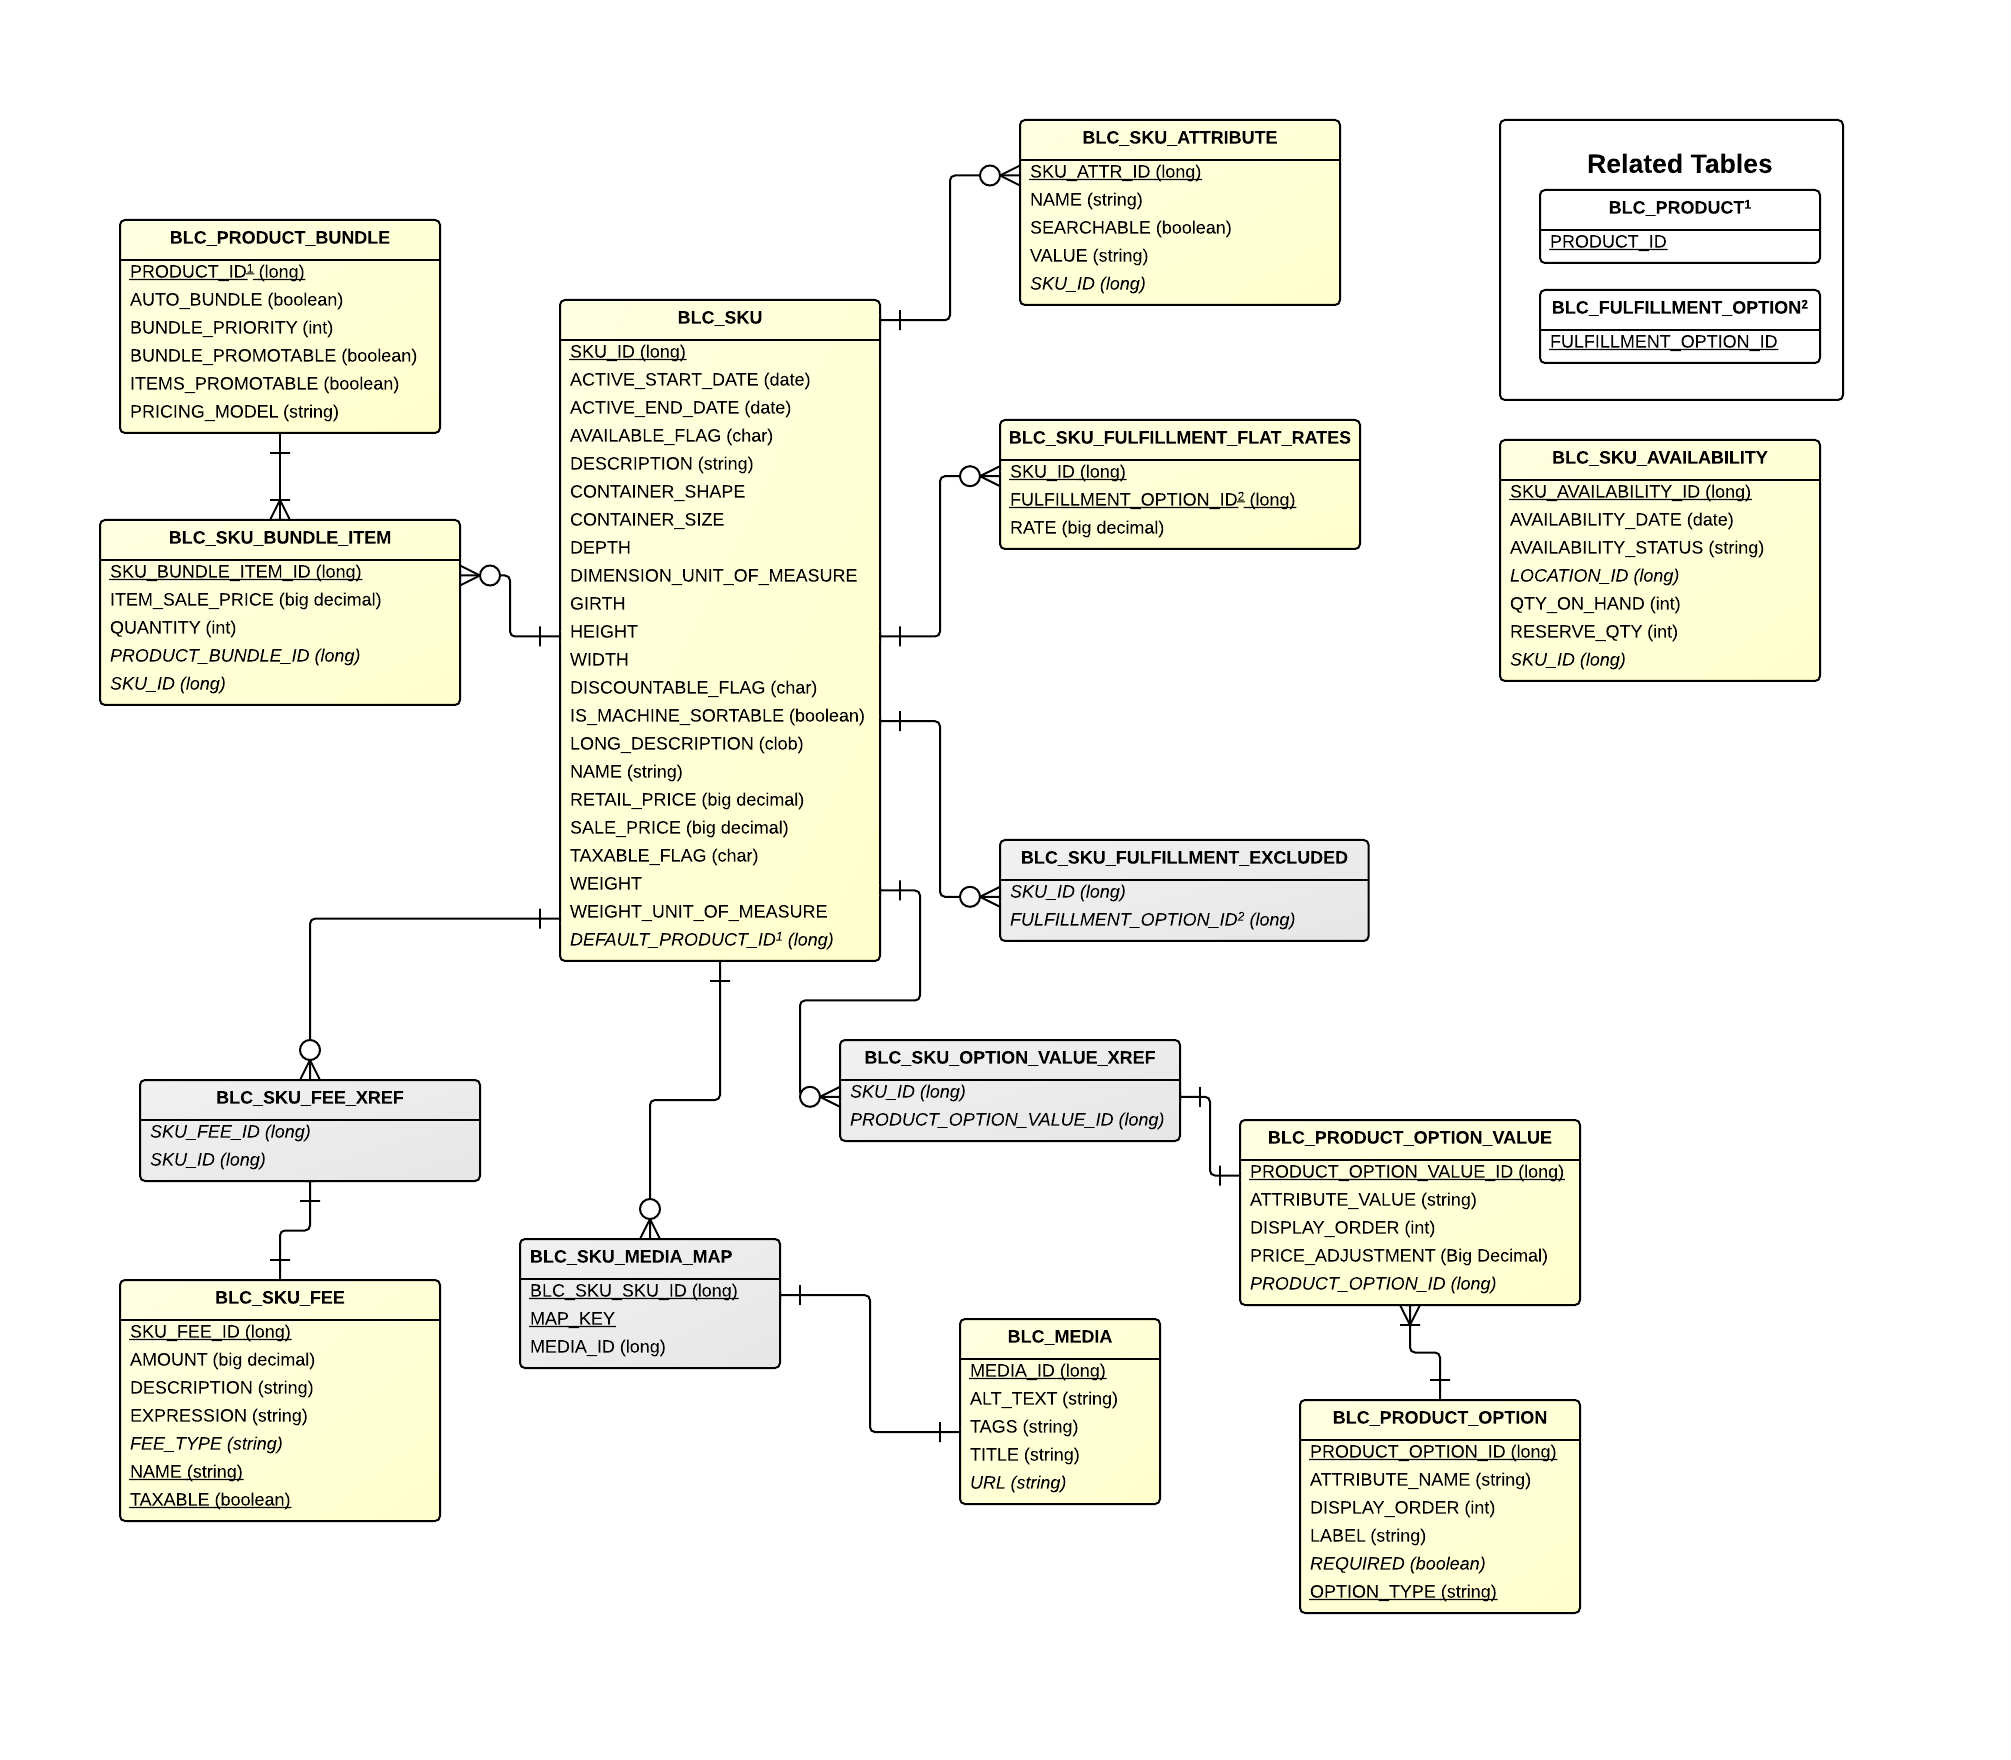 BLC_SKU_ATTRIBUTE
SKU_ATTR_ID (long)
NAME (string)
SEARCHABLE (boolean)
VALUE (string)
SKU_ID (long)
Related Tables
BLC_PRODUCT¹
PRODUCT_ID
BLC_FULFILLMENT_OPTION²
FULFILLMENT_OPTION_ID
BLC_PRODUCT_BUNDLE
PRODUCT_ID¹ (long)
AUTO_BUNDLE (boolean)
BUNDLE_PRIORITY (int)
BUNDLE_PROMOTABLE (boolean)
ITEMS_PROMOTABLE (boolean)
PRICING_MODEL (string)
BLC_SKU
SKU_ID (long)
ACTIVE_START_DATE (date)
ACTIVE_END_DATE (date)
AVAILABLE_FLAG (char)
DESCRIPTION (string)
CONTAINER_SHAPE
CONTAINER_SIZE
DEPTH
DIMENSION_UNIT_OF_MEASURE
GIRTH
HEIGHT
WIDTH
DISCOUNTABLE_FLAG (char)
IS_MACHINE_SORTABLE (boolean)
LONG_DESCRIPTION (clob)
NAME (string)
RETAIL_PRICE (big decimal)
SALE_PRICE (big decimal)
TAXABLE_FLAG (char)
WEIGHT
WEIGHT_UNIT_OF_MEASURE
DEFAULT_PRODUCT_ID¹ (long)
BLC_SKU_FULFILLMENT_FLAT_RATES
SKU_ID (long)
FULFILLMENT_OPTION_ID² (long)
RATE (big decimal)
BLC_SKU_AVAILABILITY
SKU_AVAILABILITY_ID (long)
AVAILABILITY_DATE (date)
AVAILABILITY_STATUS (string)
LOCATION_ID (long)
QTY_ON_HAND (int)
RESERVE_QTY (int)
SKU_ID (long)
BLC_SKU_BUNDLE_ITEM
SKU_BUNDLE_ITEM_ID (long)
ITEM_SALE_PRICE (big decimal)
QUANTITY (int)
PRODUCT_BUNDLE_ID (long)
SKU_ID (long)
BLC_SKU_FULFILLMENT_EXCLUDED
SKU_ID (long)
FULFILLMENT_OPTION_ID² (long)
BLC_SKU_OPTION_VALUE_XREF
SKU_ID (long)
PRODUCT_OPTION_VALUE_ID (long)
BLC_SKU_FEE_XREF
SKU_FEE_ID (long)
SKU_ID (long)
BLC_PRODUCT_OPTION_VALUE
PRODUCT_OPTION_VALUE_ID (long)
ATTRIBUTE_VALUE (string)
DISPLAY_ORDER (int)
PRICE_ADJUSTMENT (Big Decimal)
PRODUCT_OPTION_ID (long)
BLC_SKU_MEDIA_MAP
BLC_SKU_SKU_ID (long)
MAP_KEY
MEDIA_ID (long)
BLC_SKU_FEE
SKU_FEE_ID (long)
AMOUNT (big decimal)
DESCRIPTION (string)
EXPRESSION (string)
FEE_TYPE (string)
NAME (string)
TAXABLE (boolean)
BLC_MEDIA
MEDIA_ID (long)
ALT_TEXT (string)
TAGS (string)
TITLE (string)
URL (string)
BLC_PRODUCT_OPTION
PRODUCT_OPTION_ID (long)
ATTRIBUTE_NAME (string)
DISPLAY_ORDER (int)
LABEL (string)
REQUIRED (boolean)
OPTION_TYPE (string)